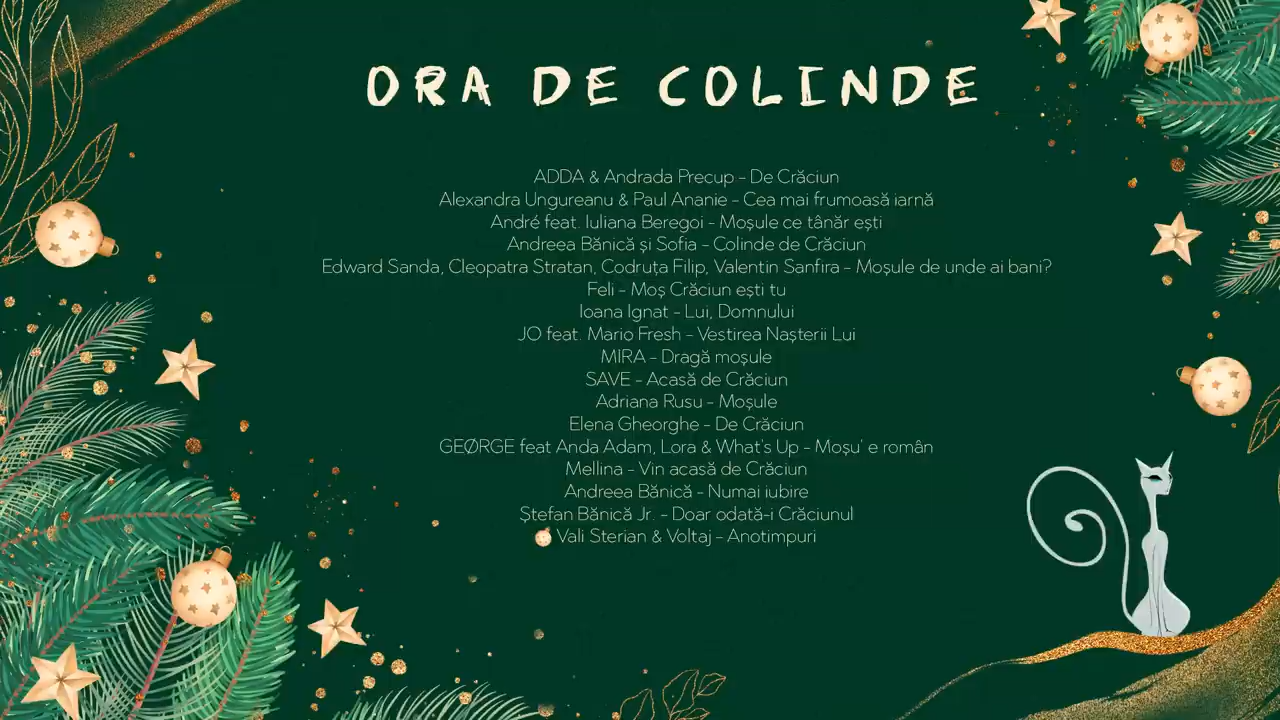 ORA DE COLINDE
ADDA & Andrada Precup - De Crăciun
Alexandra Ungureanu & Paul Ananie - Cea mai frumoasă iarnă
André feat. Iuliana Beregoi - Moșule ce tânăr ești
Andreea Bănică și Sofia - Colinde de Crăciun
Edward Sanda, Cleopatra Stratan, Codruța Filip, Valentin Sanfira - Moșule de unde ai bani?
Feli - Moș Crăciun ești tu
Ioana Ignat - Lui, Domnului
JO feat. Mario Fresh - Vestirea Nașterii Lui
MIRA - Dragă moșule
SAVE - Acasă de Crăciun
Adriana Rusu - Moșule
Elena Gheorghe - De Crăciun
GEØRGE feat Anda Adam, Lora & What's Up - Moșu' e român
Mellina - Vin acasă de Crăciun
Andreea Bănică - Numai iubire
Ștefan Bănică Jr. - Doar odată-i Crăciunul
Vali Sterian & Voltaj - Anotimpuri